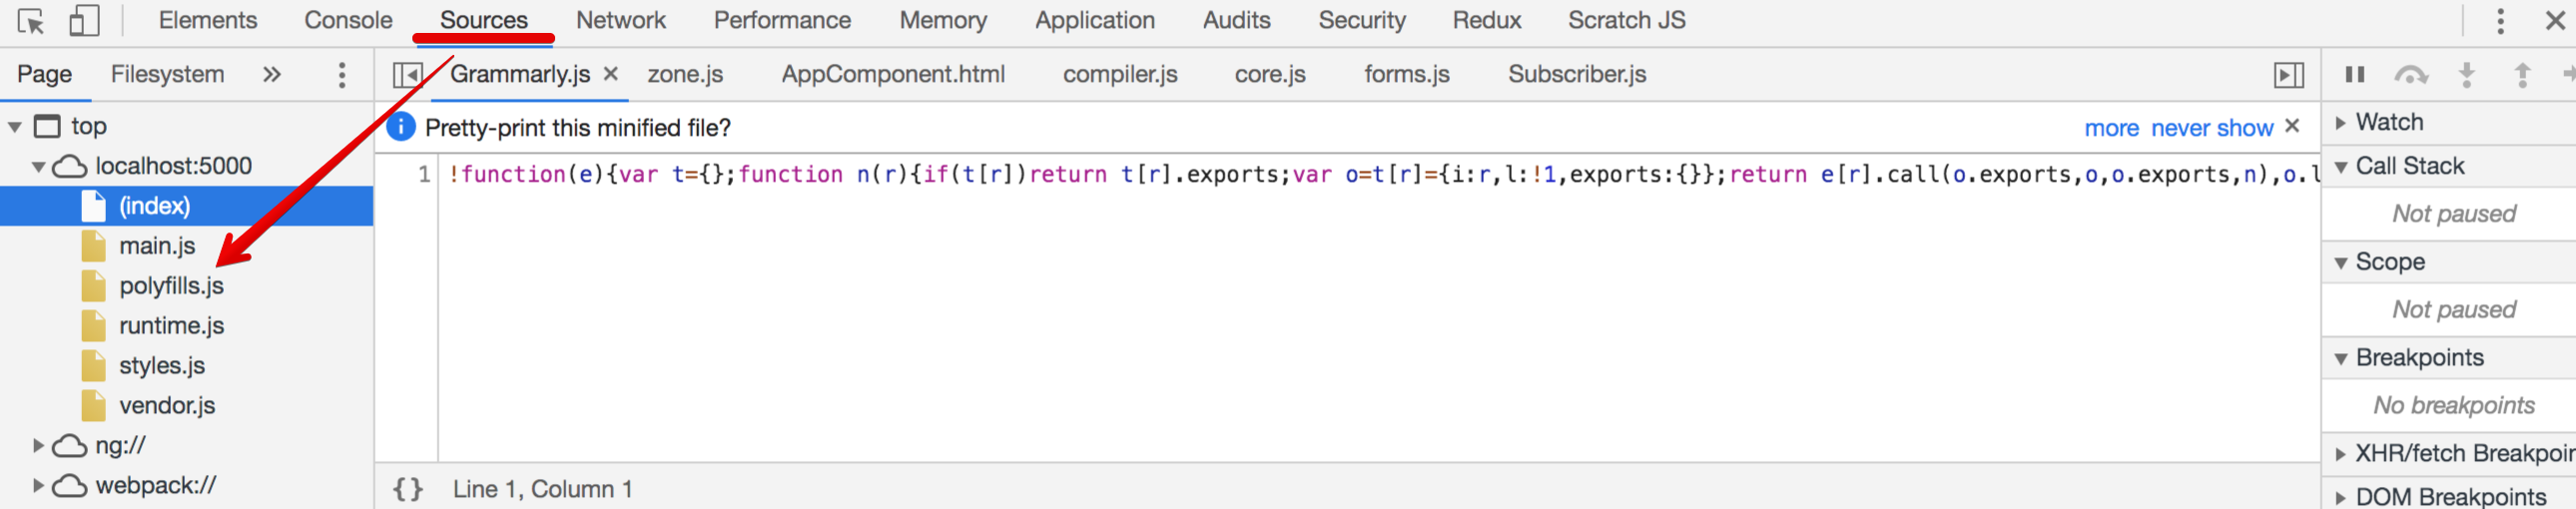 Elements Console Sources Network Performance Memory Application Audits Security Redux Scratch JS
Page Filesystem
Grammarly.js zone.js AppComponent.html compiler.js core.js forms.js Subscriber.js
top
localhost:5000
(index)
main.js
polyfills.js
runtime.js
styles.js
vendor.js
ng://
webpack://
Pretty-print this minified file?
more never show
1 !function(e){var t={};function n(r){if(t[r])return t[r].exports;var o=t[r]={i:r,l:!1,exports:{}};return e[r].call(o.exports,o,o.exports,n),o.l
{} Line 1, Column 1
Watch
Call Stack
Not paused
Scope
Not paused
Breakpoints
No breakpoints
XHR/fetch Breakpoin
DOM Breakpoints